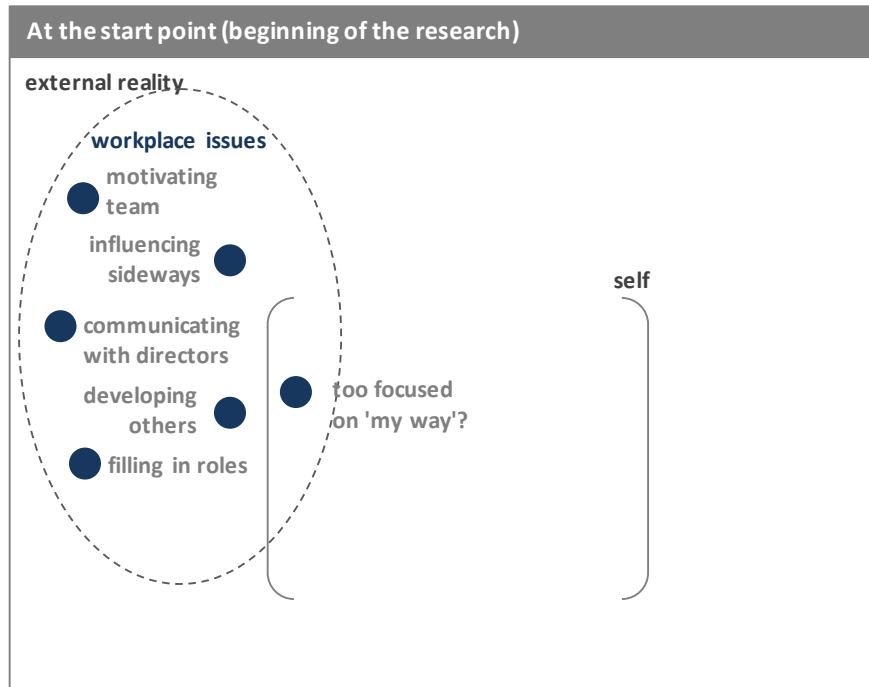 At the start point (beginning of the research)
external reality
workplace issues
motivating
team
influencing
sideways
self
communicating
with directors
developing
others
too focused
on 'my way'?
filling in roles